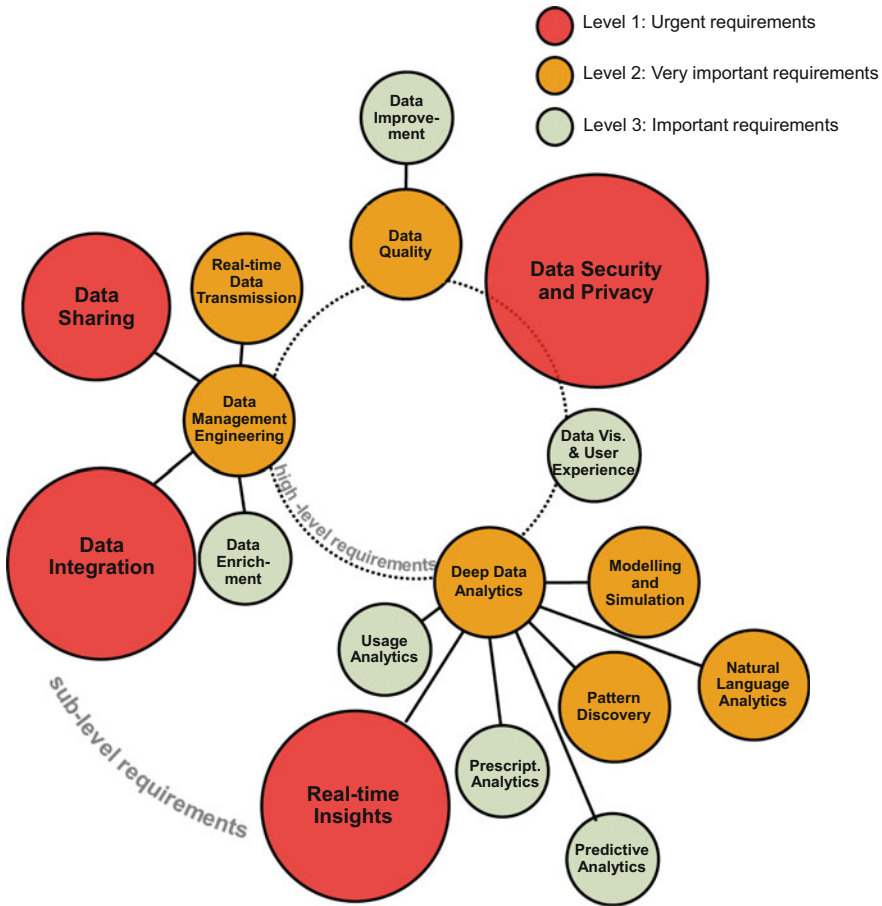 Level 1: Urgent requirements
Level 2: Very important requirements
Level 3: Important requirements
Data
Improve-
ment
Data
Quality
Data Security
and Privacy
Real-time
Data
Transmission
Data
Sharing
Data
Management
Engineering
Data Vis.
& User
Experience
high -level requirements
Data
Integration
Data
Enrich-
ment
Deep Data
Analytics
Modelling
and
Simulation
Usage
Analytics
Natural
Language
Analytics
Pattern
Discovery
sub-level requirements
Real-time
Insights
Prescript.
Analytics
Predictive
Analytics